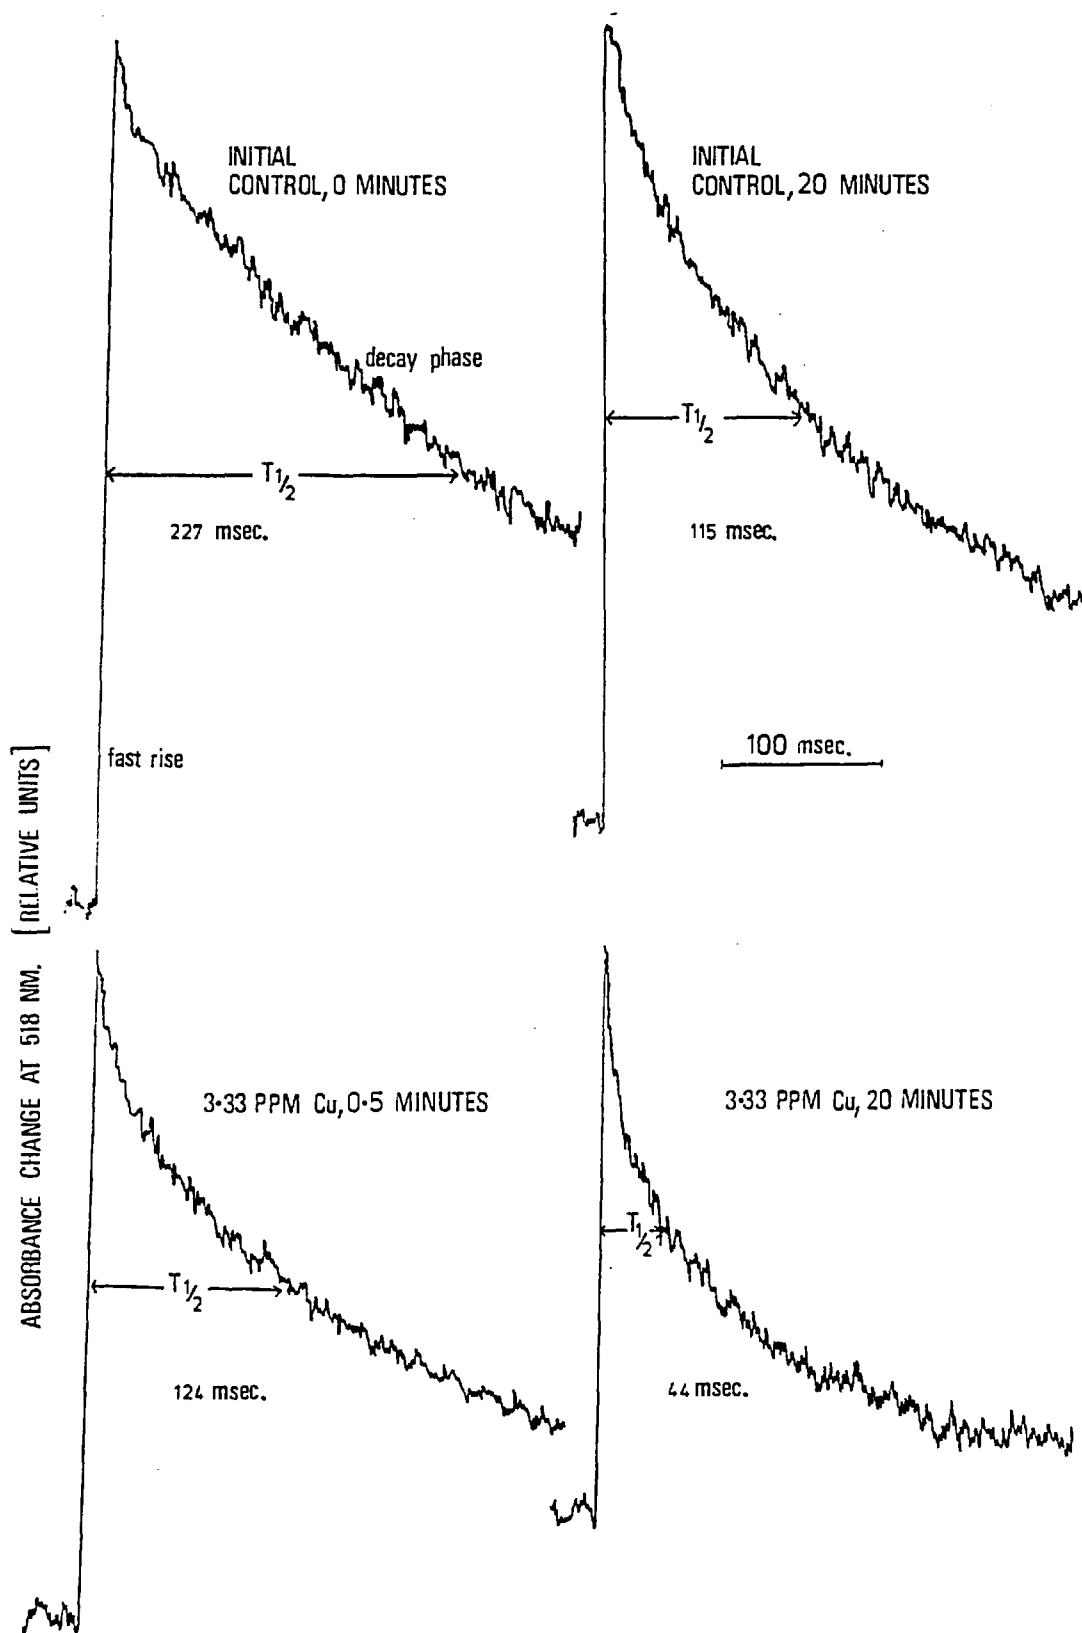 INITIAL
CONTROL, 0 MINUTES
INITIAL
CONTROL, 20 MINUTES
decay phase
T1/2
227 msec.
T1/2
115 msec.
fast rise
100 msec.
ABSORBANCE CHANGE AT 518 NM. [RELATIVE UNITS]
3·33 PPM Cu, 0·5 MINUTES
3·33 PPM Cu, 20 MINUTES
T1/2
124 msec.
T1/2
44 msec.